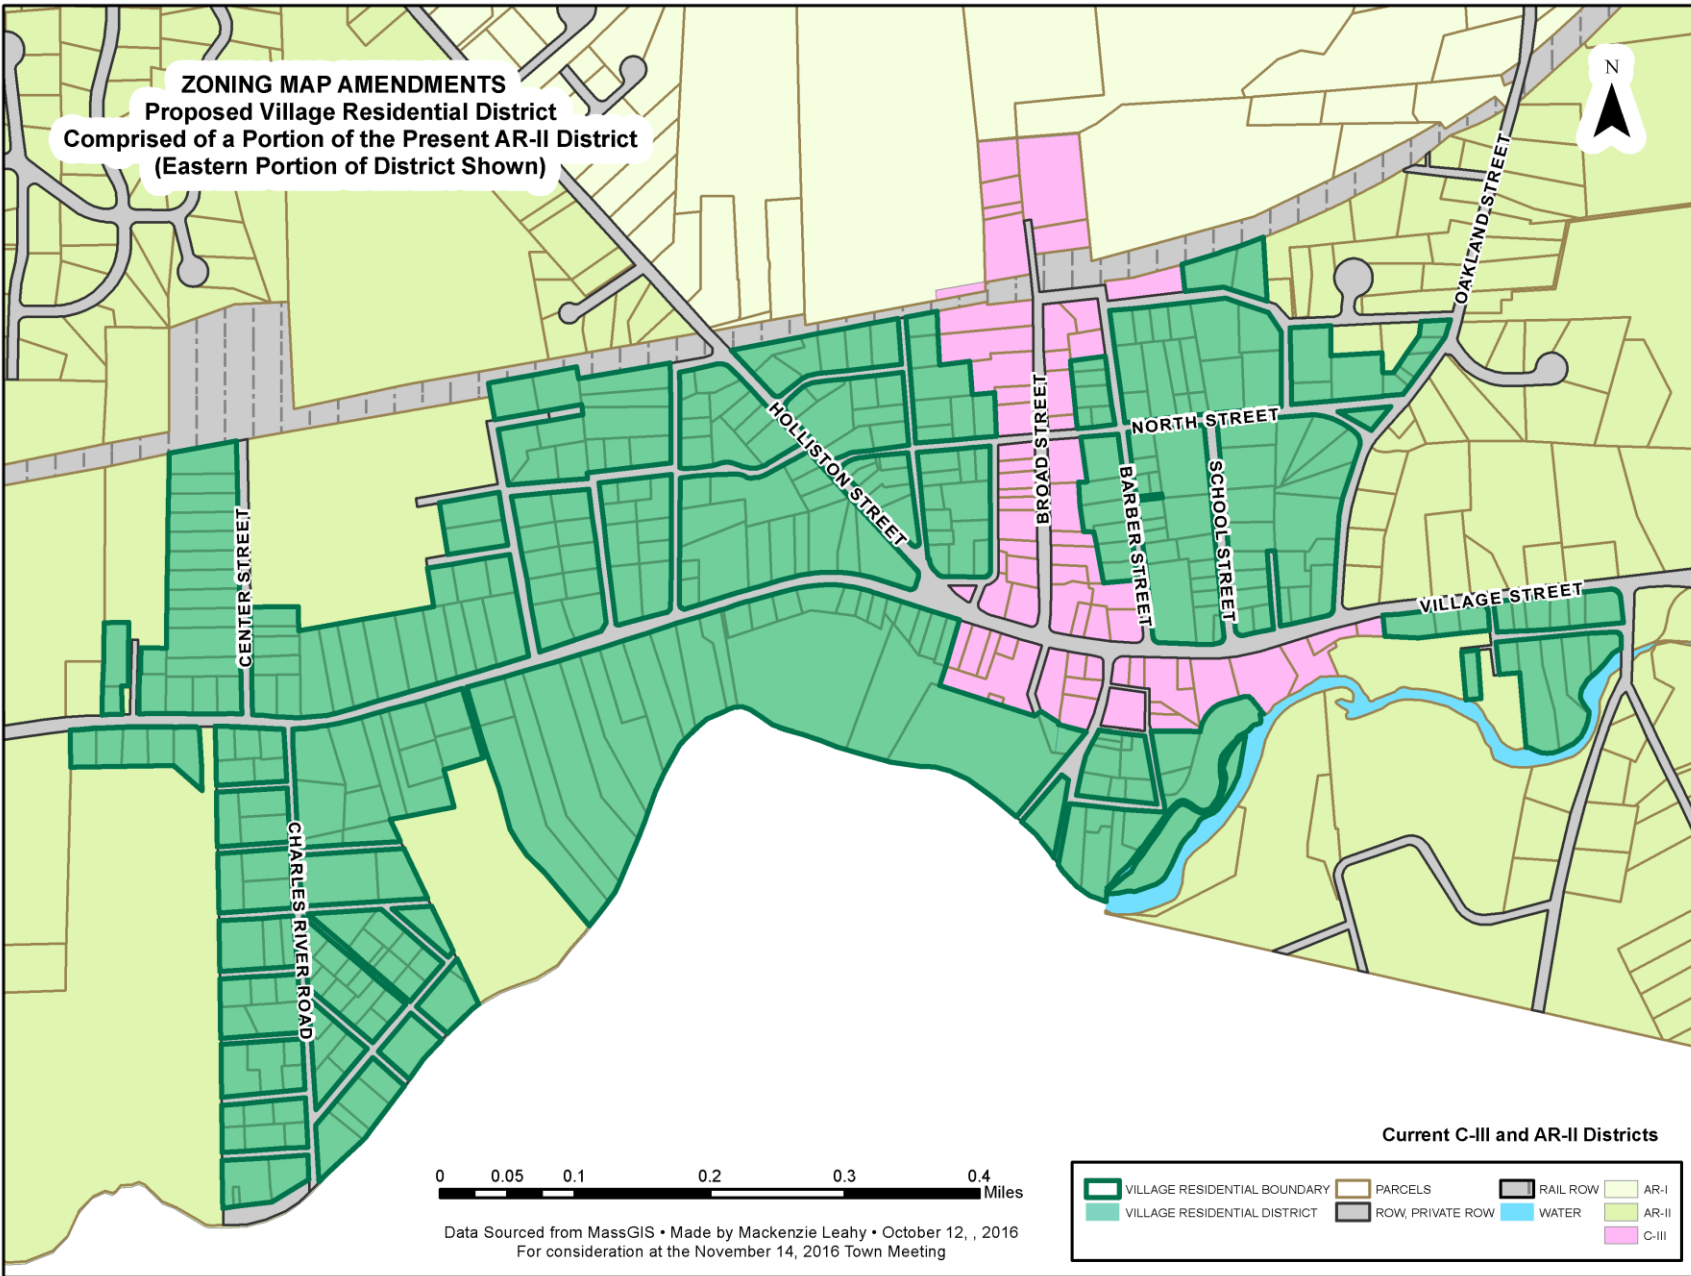 ZONING MAP AMENDMENTS
Proposed Village Residential District
Comprised of a Portion of the Present AR-II District
(Eastern Portion of District Shown)
N
OAKLAND STREET
HOLLISTON STREET
BROAD STREET
NORTH STREET
BARBER STREET
SCHOOL STREET
CENTER STREET
VILLAGE STREET
CHARLES RIVER ROAD
0 0.05 0.1 0.2 0.3 0.4
Miles
Data Sourced from MassGIS • Made by Mackenzie Leahy • October 12, , 2016
For consideration at the November 14, 2016 Town Meeting
Current C-III and AR-II Districts
VILLAGE RESIDENTIAL BOUNDARY PARCELS RAIL ROW AR-I
VILLAGE RESIDENTIAL DISTRICT ROW, PRIVATE ROW WATER AR-II
C-III